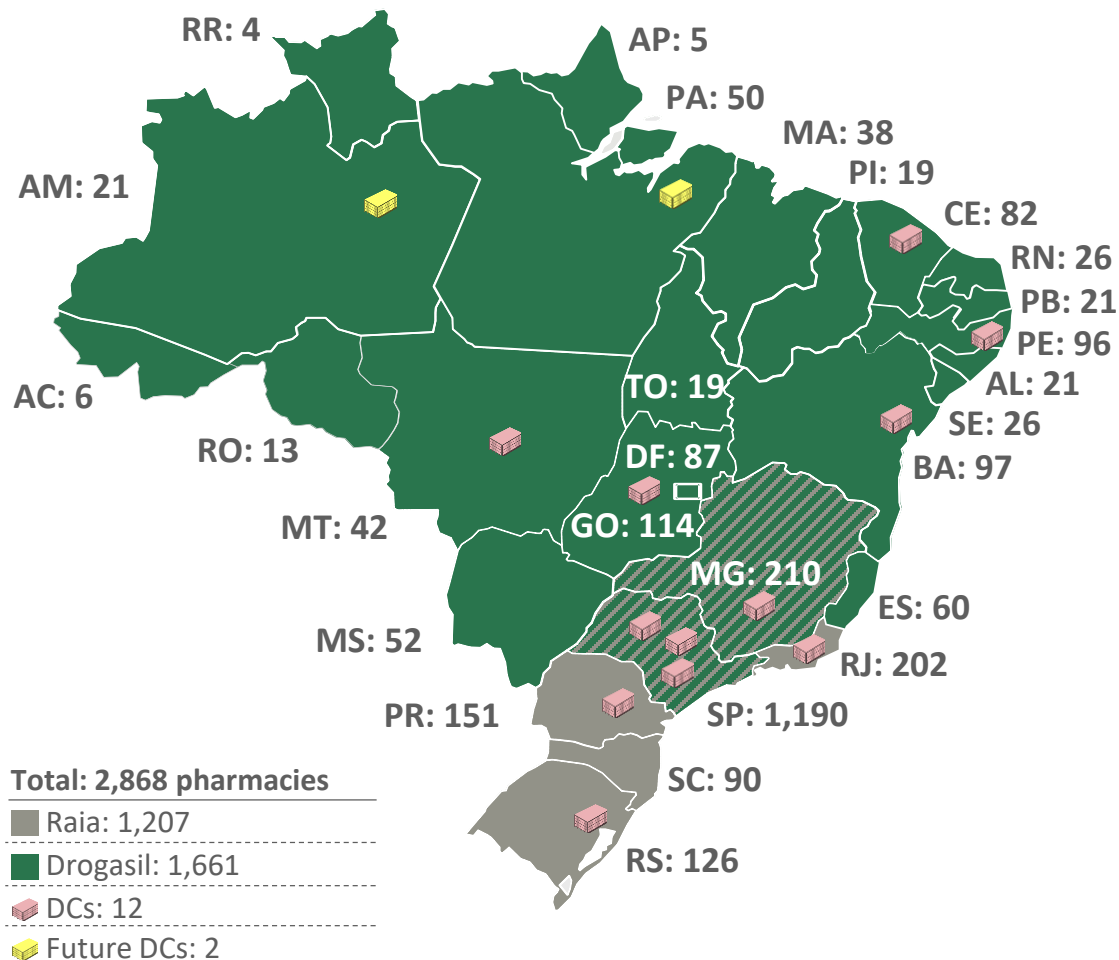 RR: 4
AP: 5
PA: 50
MA: 38
PI: 19
AM: 21
CE: 82
RN: 26
PB: 21
PE: 96
AC: 6
TO: 19
AL: 21
SE: 26
RO: 13
DF: 87
BA: 97
MT: 42
GO: 114
MG: 210
ES: 60
MS: 52
RJ: 202
PR: 151
SP: 1,190
Total: 2,868 pharmacies
SC: 90
Raia: 1,207
RS: 126
Drogasil: 1,661
DCs: 12
Future DCs: 2